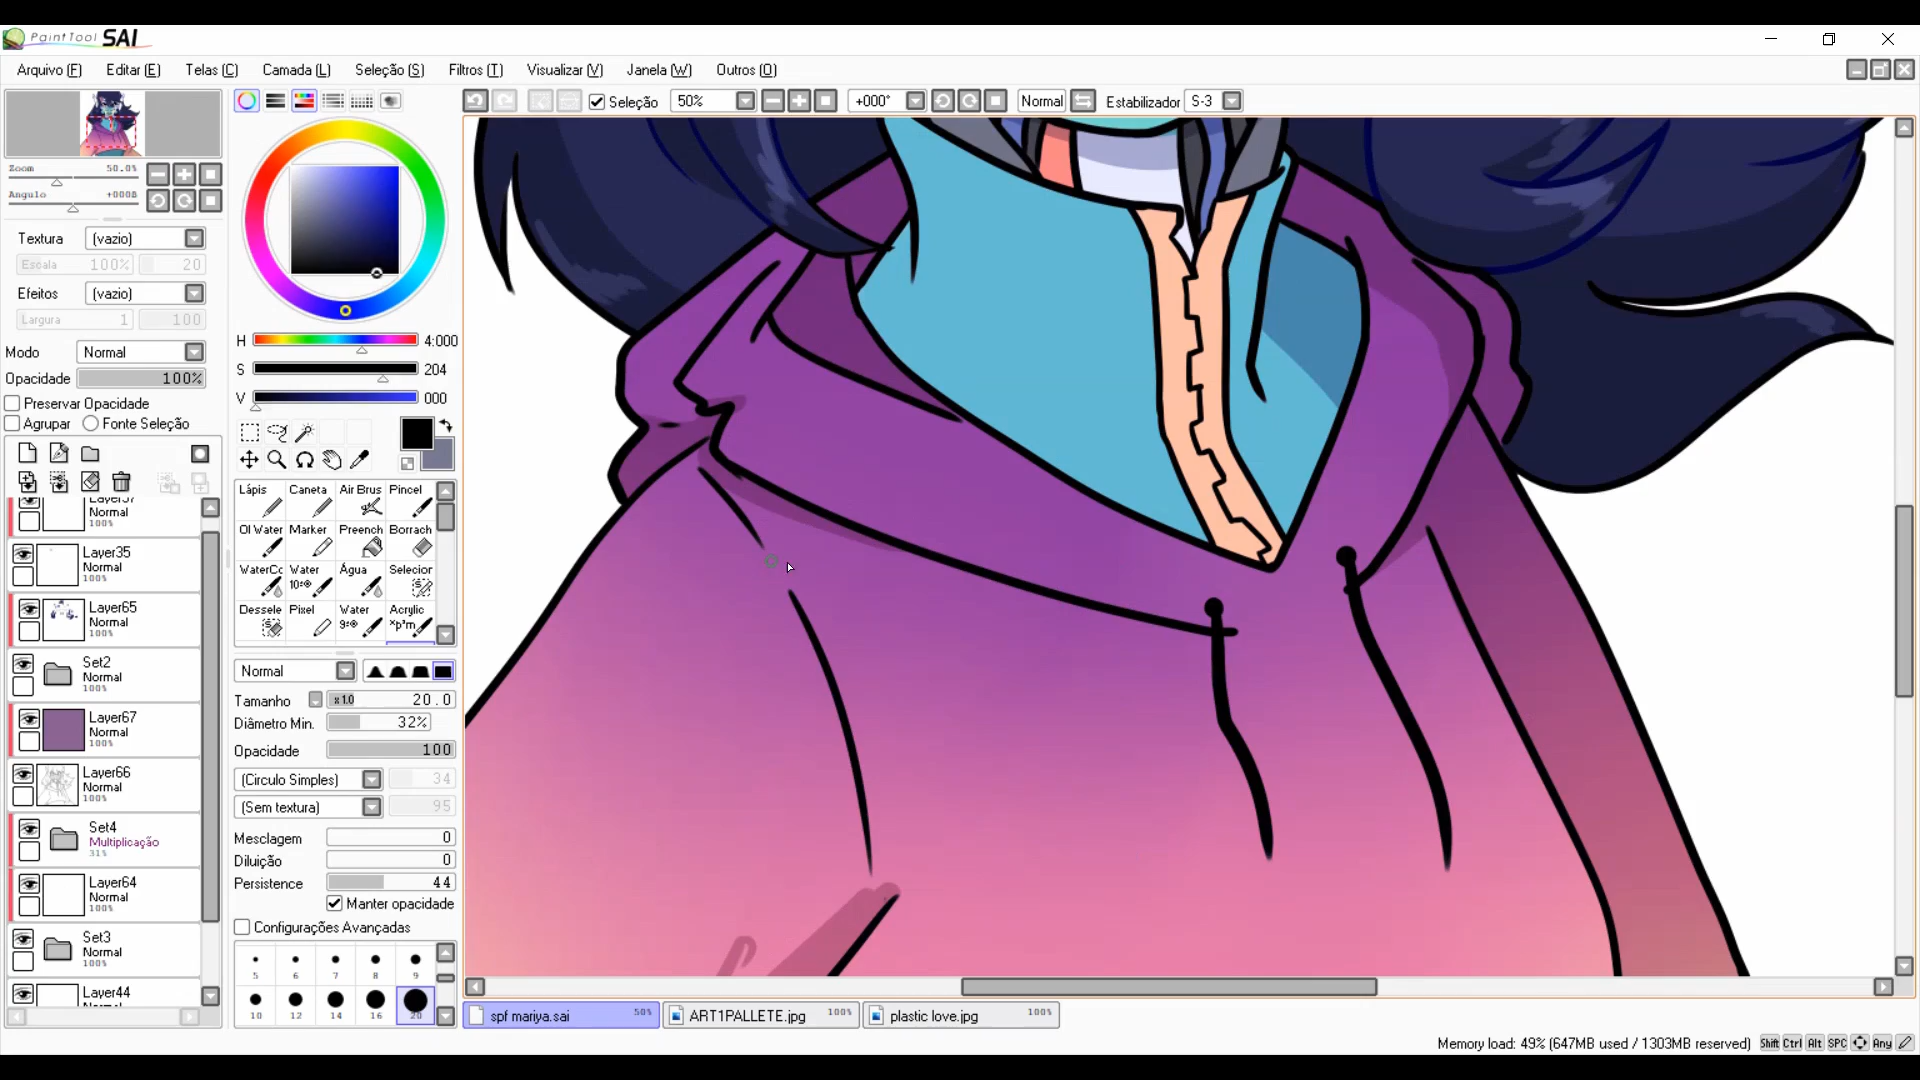 PaintTool SAI
Arquivo (F) Editar (E) Telas (C) Camada (L) Seleção (S) Filtros (T) Visualizar (V) Janela (W) Outros (O)
Seleção 50% +000° Normal Estabilizador S-3
Zoom 50.0%
Angulo +000ß
Textura (vazio)
Escala 100% 20
Efeitos (vazio)
Largura 1 100
Modo Normal
Opacidade 100%
Preservar Opacidade
Agrupar Fonte Seleção
Layer37
Normal
100%
Layer35
Normal
100%
Layer65
Normal
100%
Set2
Normal
100%
Layer67
Normal
100%
Layer66
Normal
100%
Set4
Multiplicação
31%
Layer64
Normal
100%
Set3
Normal
100%
Layer44
H 4:000
S 204
V 000
Lápis Caneta Air Brus Pincel
Ol Water Marker Preench Borrach
WaterCc Water Água Selecior
10:
Dessele Pixel Water Acrylic
9:
Normal
Tamanho x1.0 20.0
Diâmetro Min. 32%
Opacidade 100
(Circulo Simples) 34
(Sem textura) 95
Mesclagem 0
Diluição 0
Persistence 44
Manter opacidade
Configurações Avançadas
5 6 7 8 9
10 12 14 16 20
spf mariya.sai 50% ART1PALLETE.jpg 100% plastic love.jpg 100%
Memory load: 49% (647MB used / 1303MB reserved) Shift Ctrl Alt SPC Any